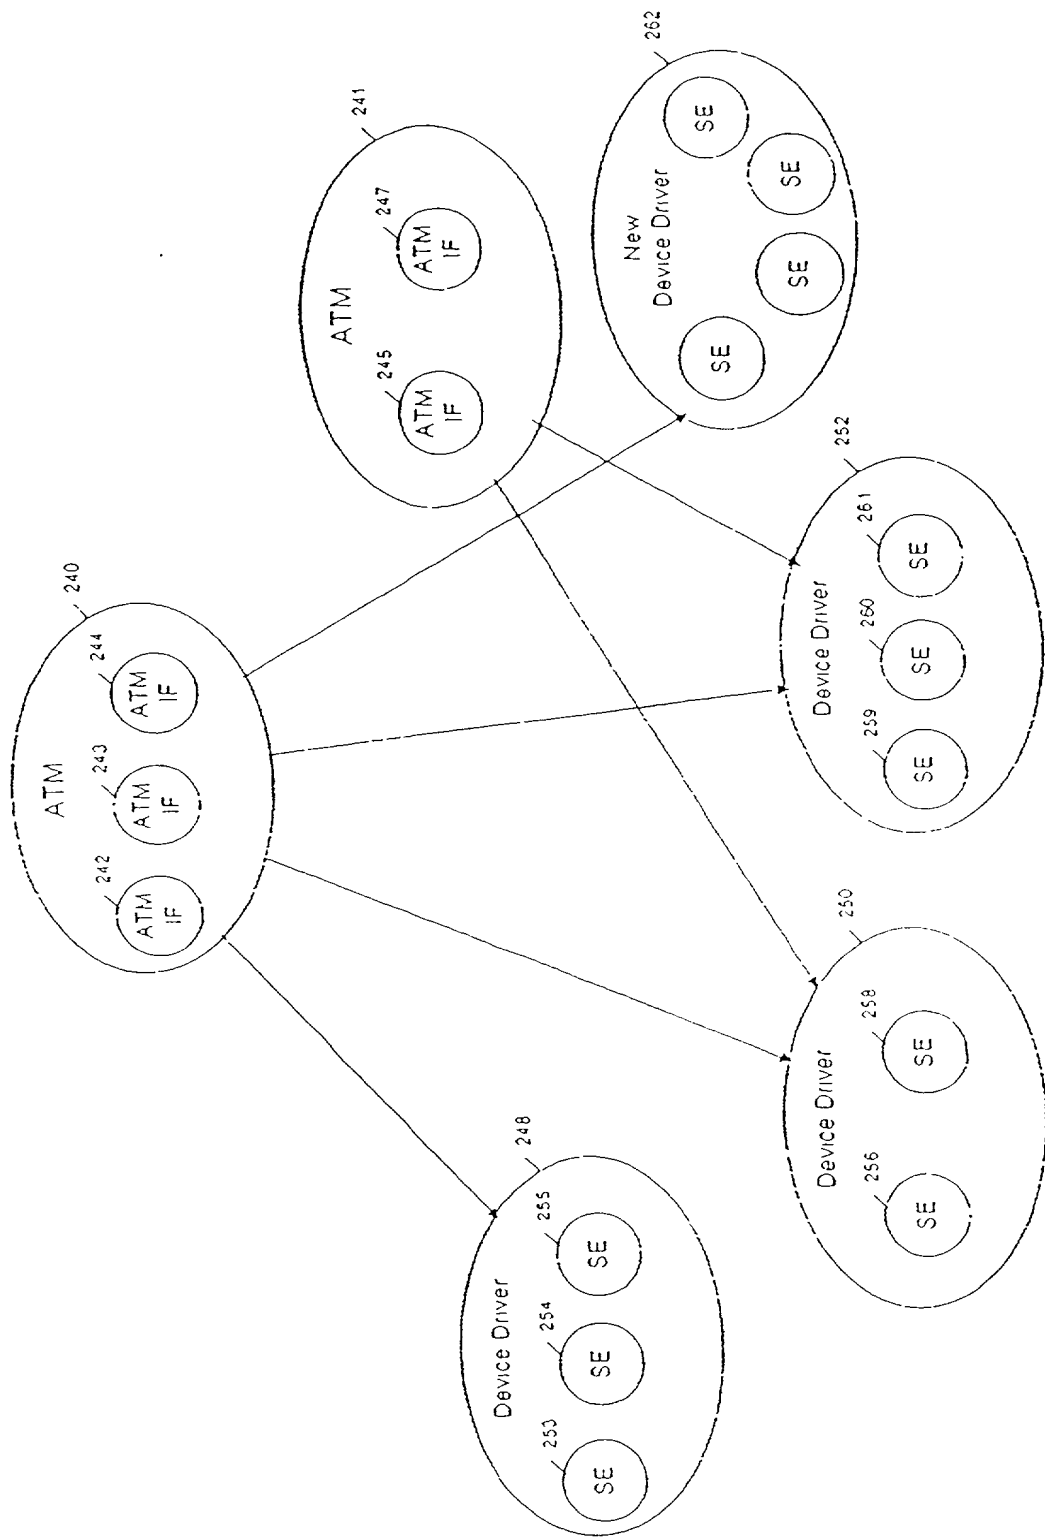 240
ATM
242
ATM
IF
243
ATM
IF
244
ATM
IF
241
ATM
245
ATM
IF
247
ATM
IF
248
Device Driver
253
SE
254
SE
255
SE
250
Device Driver
256
SE
258
SE
252
Device Driver
259
SE
260
SE
261
SE
262
New
Device Driver
SE
SE
SE
SE